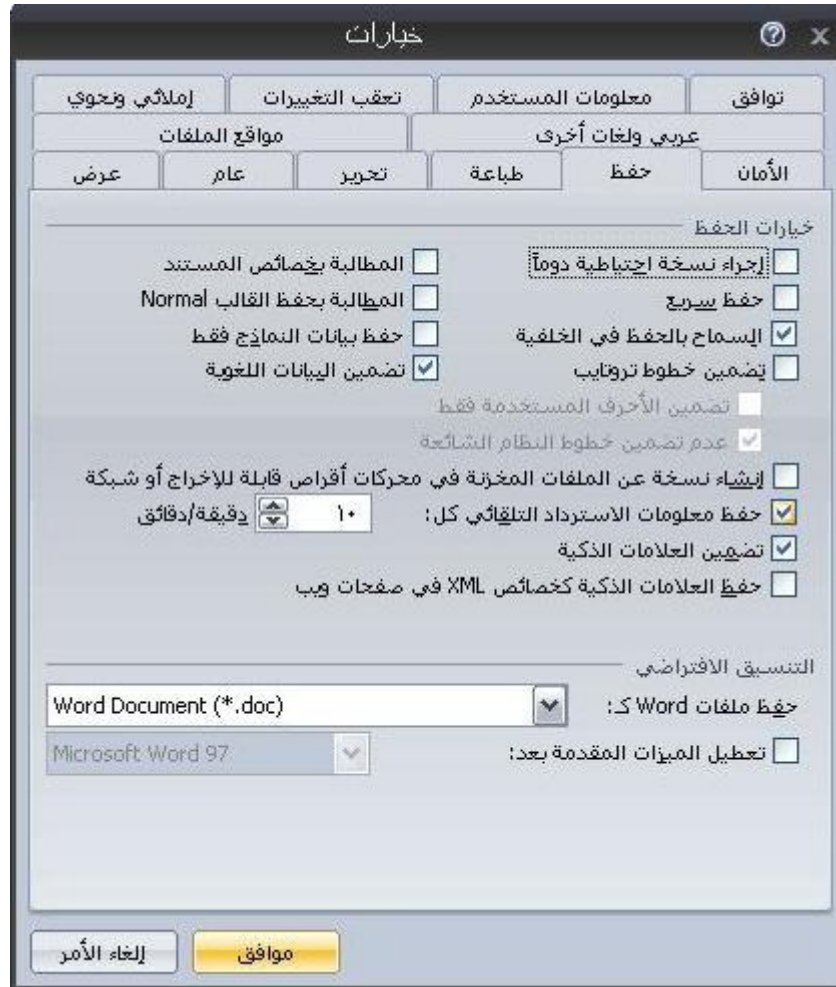 خيارات
توافق معلومات المستخدم تعقب التغييرات إملائي ونحوي
عربي ولغات أخرى مواقع الملفات
الأمان حفظ طباعة تحرير عام عرض
خيارات الحفظ
إجراء نسخة احتياطية دوماً المطالبة بخصائص المستند
حفظ سريع المطالبة بحفظ القالب Normal
السماح بالحفظ في الخلفية حفظ بيانات النماذج فقط
تضمين خطوط تروتايب تضمين البيانات اللغوية
تضمين الأحرف المستخدمة فقط
عدم تضمين خطوط النظام الشائعة
إنشاء نسخة عن الملفات المخزنة في محركات أقراص قابلة للإخراج أو شبكة
حفظ معلومات الاسترداد التلقائي كل: ١٠ دقيقة/دقائق
تضمين العلامات الذكية
حفظ العلامات الذكية كخصائص XML في صفحات ويب
التنسيق الافتراضي
حفظ ملفات Word كـ: Word Document (*.doc)
تعطيل الميزات المقدمة بعد: Microsoft Word 97
موافق إلغاء الأمر